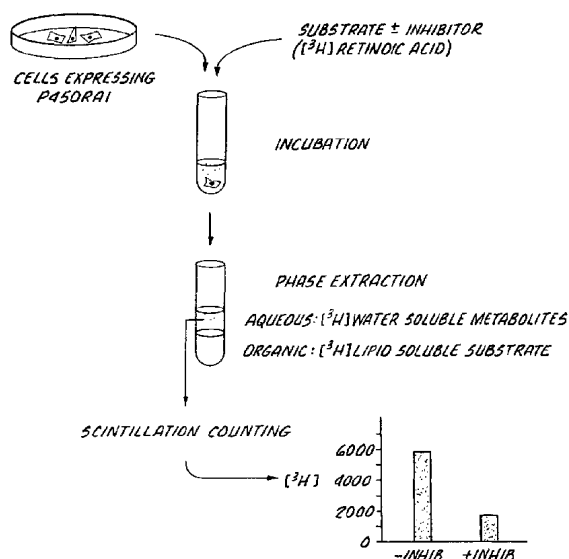 SUBSTRATE ± INHIBITOR
([³H] RETINOIC ACID)
CELLS EXPRESSING
P450RAI
INCUBATION
PHASE EXTRACTION
AQUEOUS: [³H] WATER SOLUBLE METABOLITES
ORGANIC: [³H] LIPID SOLUBLE SUBSTRATE
SCINTILLATION COUNTING
[³H]
6000
4000
2000
0
-INHIB +INHIB